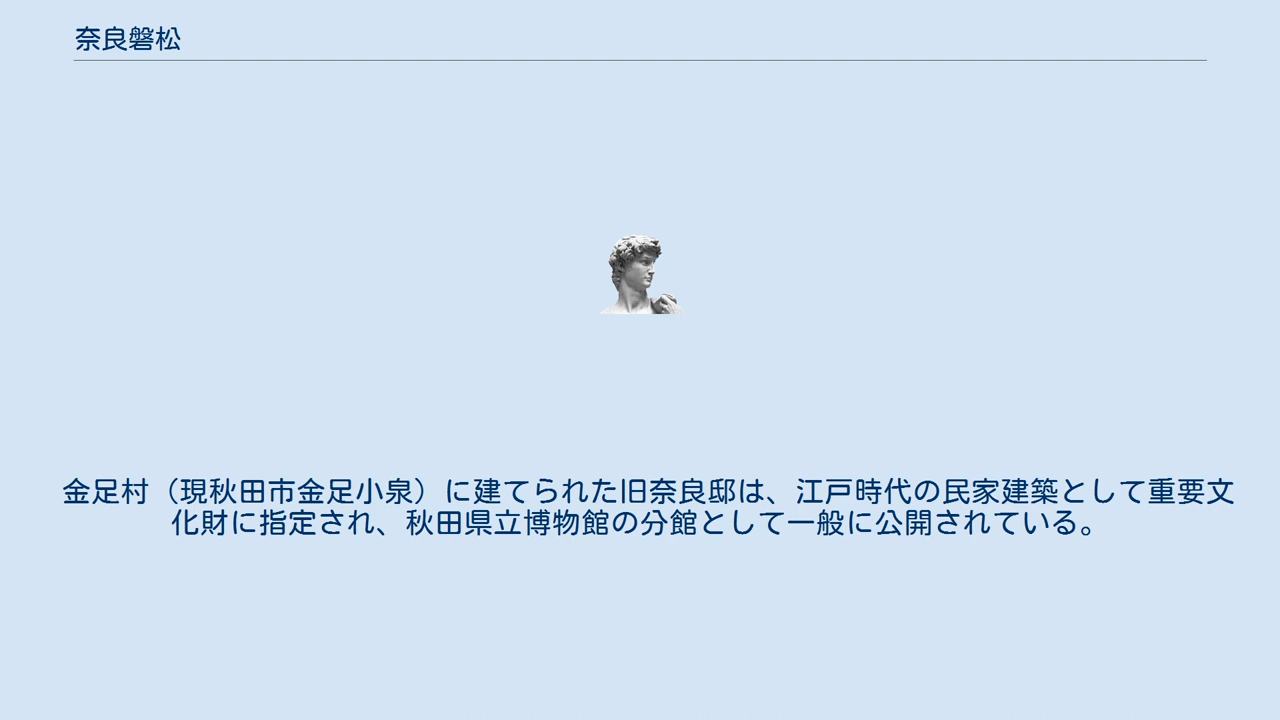 奈良磐松
金足村（現秋田市金足小泉）に建てられた旧奈良邸は、江戸時代の民家建築として重要文
化財に指定され、秋田県立博物館の分館として一般に公開されている。